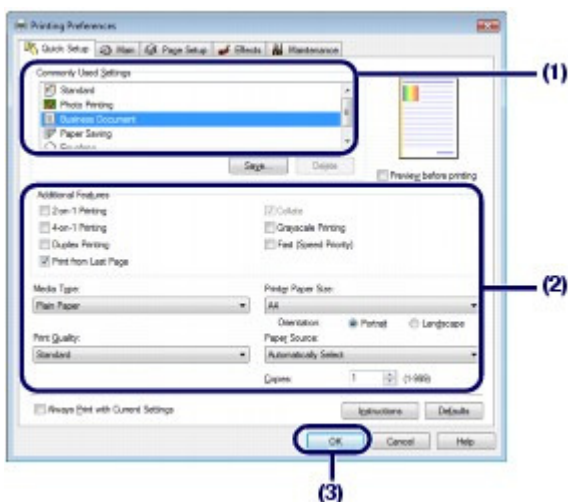 Printing Preferences
Quick Setup Main Page Setup Effects Maintenance
Commonly Used Settings
(1)
Standard
Photo Printing
Business Document
Paper Saving
Envelope
Save... Delete
Preview before printing
Additional Features
2-on-1 Printing Collate
4-on-1 Printing Grayscale Printing
Duplex Printing Fast (Speed Priority)
Print from Last Page
(2)
Media Type: Printer Paper Size:
Plain Paper A4
Orientation: Portrait Landscape
Print Quality: Paper Source:
Standard Automatically Select
Copies: 1 (1-999)
Always Print with Current Settings Instructions Defaults
OK Cancel Help
(3)